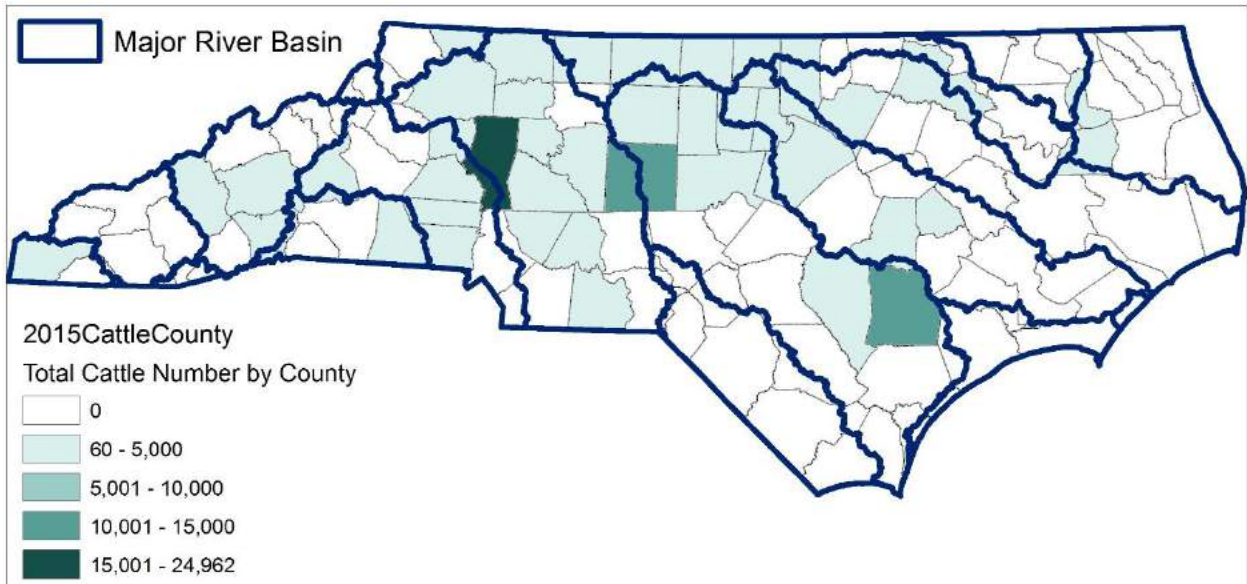 Major River Basin
2015CattleCounty
Total Cattle Number by County
0
60 - 5,000
5,001 - 10,000
10,001 - 15,000
15,001 - 24,962